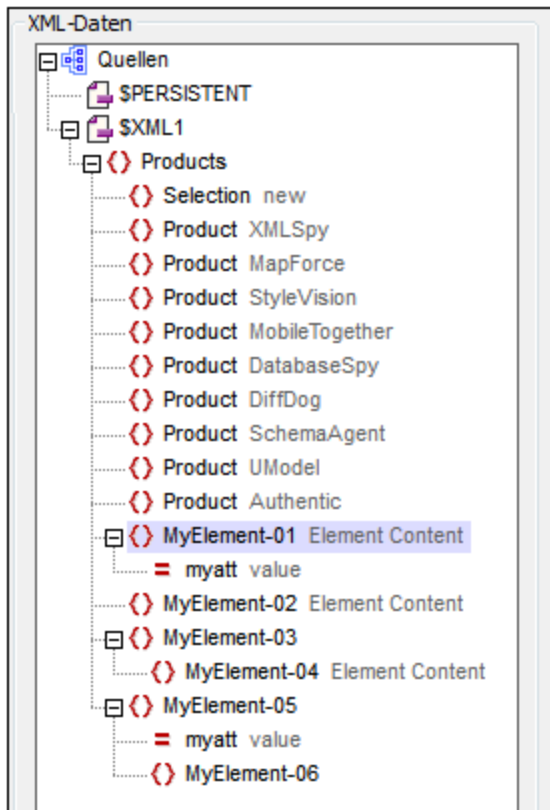 XML-Daten
Quellen
$PERSISTENT
$XML1
Products
Selection new
Product XMLSpy
Product MapForce
Product StyleVision
Product MobileTogether
Product DatabaseSpy
Product DiffDog
Product SchemaAgent
Product UModel
Product Authentic
MyElement-01 Element Content
= myatt value
MyElement-02 Element Content
MyElement-03
MyElement-04 Element Content
MyElement-05
= myatt value
MyElement-06